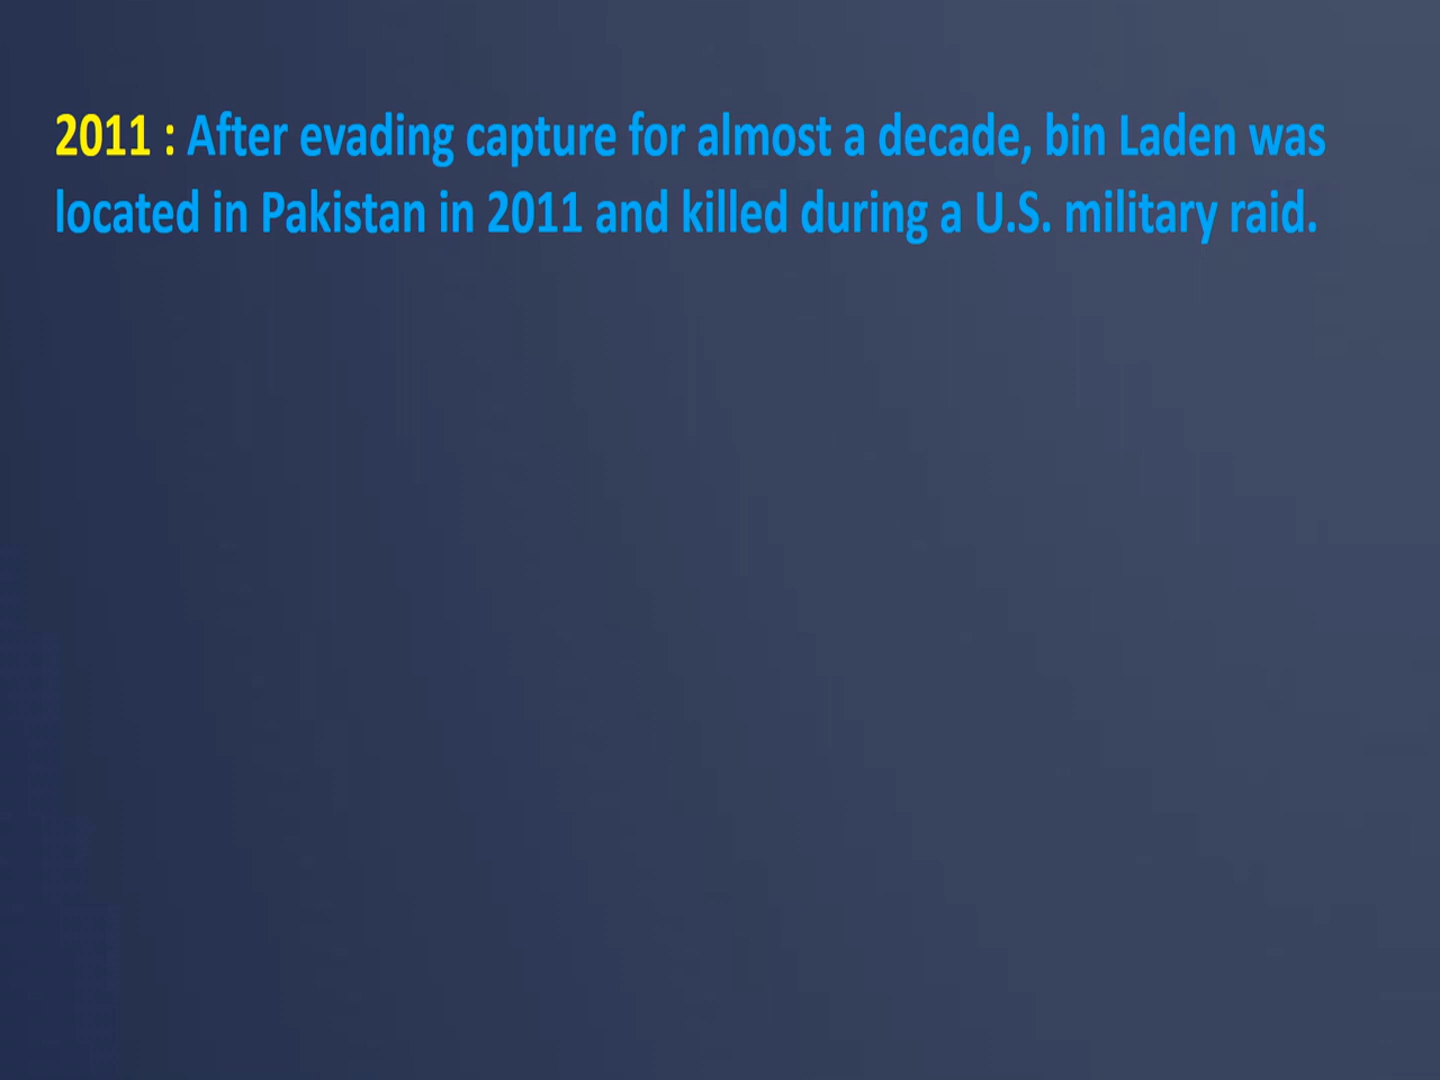 2011 : After evading capture for almost a decade, bin Laden was
located in Pakistan in 2011 and killed during a U.S. military raid.